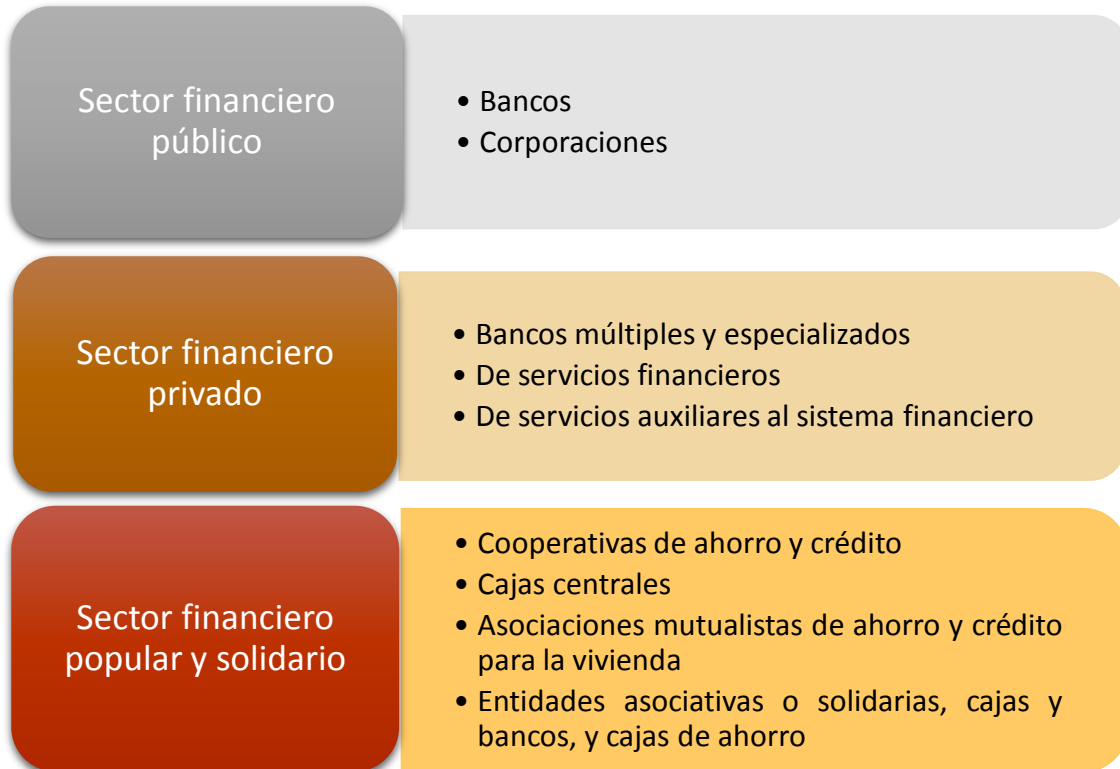 Sector financiero
público
• Bancos
• Corporaciones
Sector financiero
privado
• Bancos múltiples y especializados
• De servicios financieros
• De servicios auxiliares al sistema financiero
Sector financiero
popular y solidario
• Cooperativas de ahorro y crédito
• Cajas centrales
• Asociaciones mutualistas de ahorro y crédito
para la vivienda
• Entidades asociativas o solidarias, cajas y
bancos, y cajas de ahorro